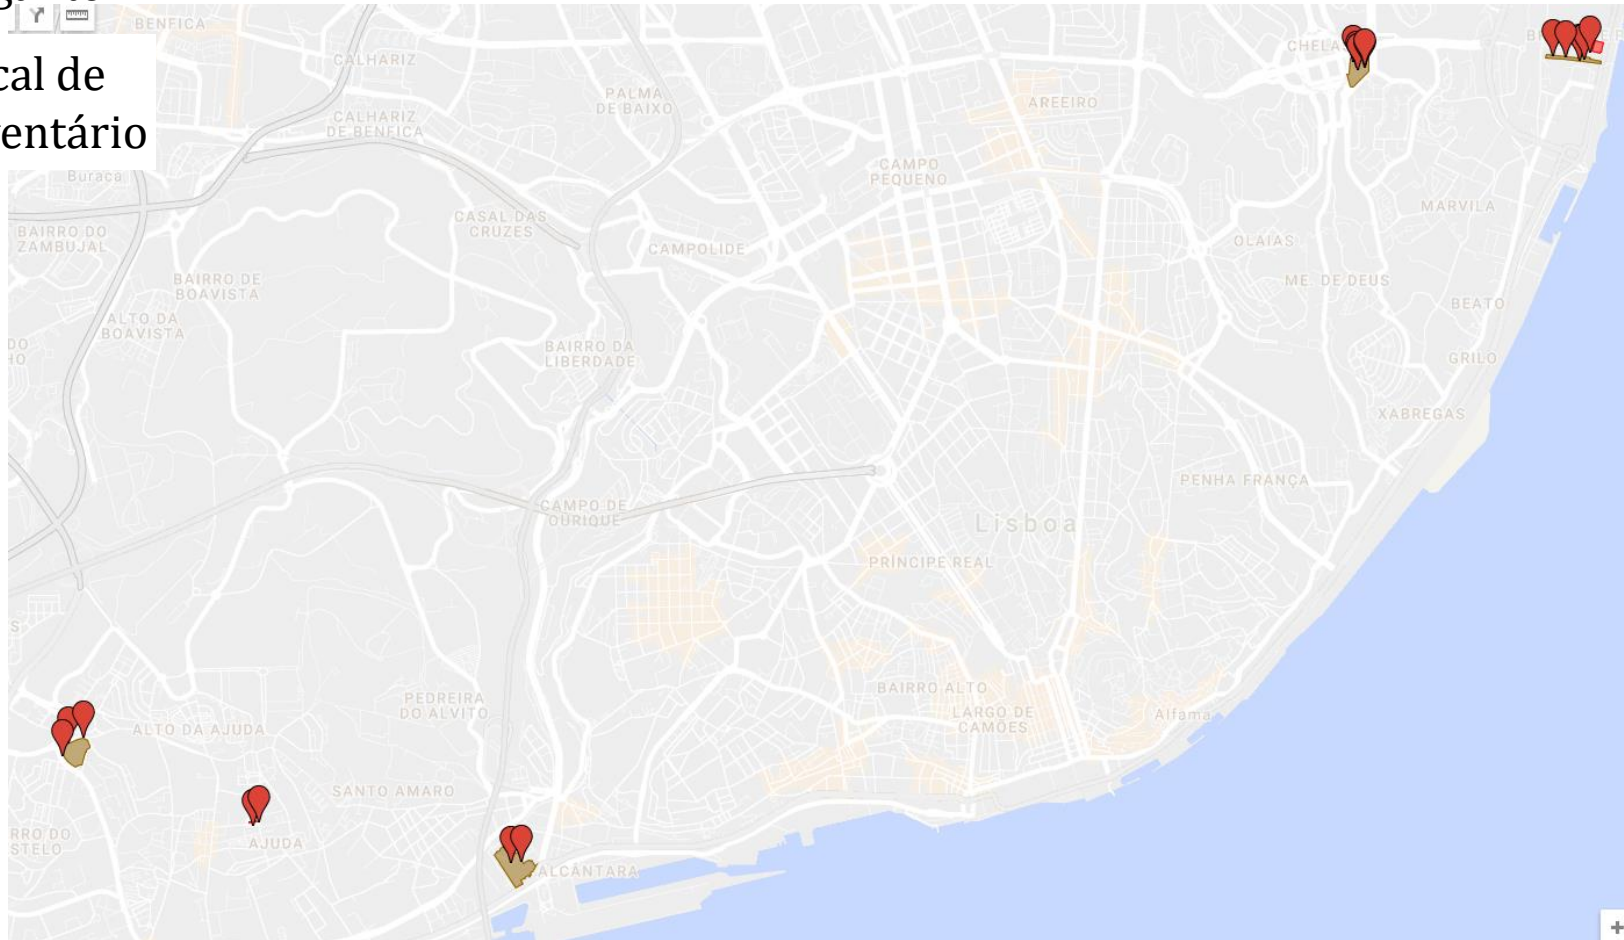 cal de
entário
BENFICA
CALHARIZ
CHELAS
PALMA
DE BAIXO
AREEIRO
CALHARIZ
DE BENFICA
CAMPO
PEQUENO
Buraca
MARVILA
CASAL DAS
CRUZES
BAIRRO DO
ZAMBUJAL
CAMPOLIDE
OLAIAS
BAIRRO DE
BOAVISTA
ME. DE DEUS
BEATO
ALTO DA
BOAVISTA
BAIRRO DA
LIBERDADE
GRILO
XABREGAS
PENHA FRANÇA
CAMPO DE
OURIQUE
Lisboa
PRÍNCIPE REAL
PEDREIRA
DO ALVITO
BAIRRO ALTO
LARGO DE
CAMÕES
Alfama
ALTO DA AJUDA
SANTO AMARO
RRO DO
STELO
AJUDA
ALCÂNTARA